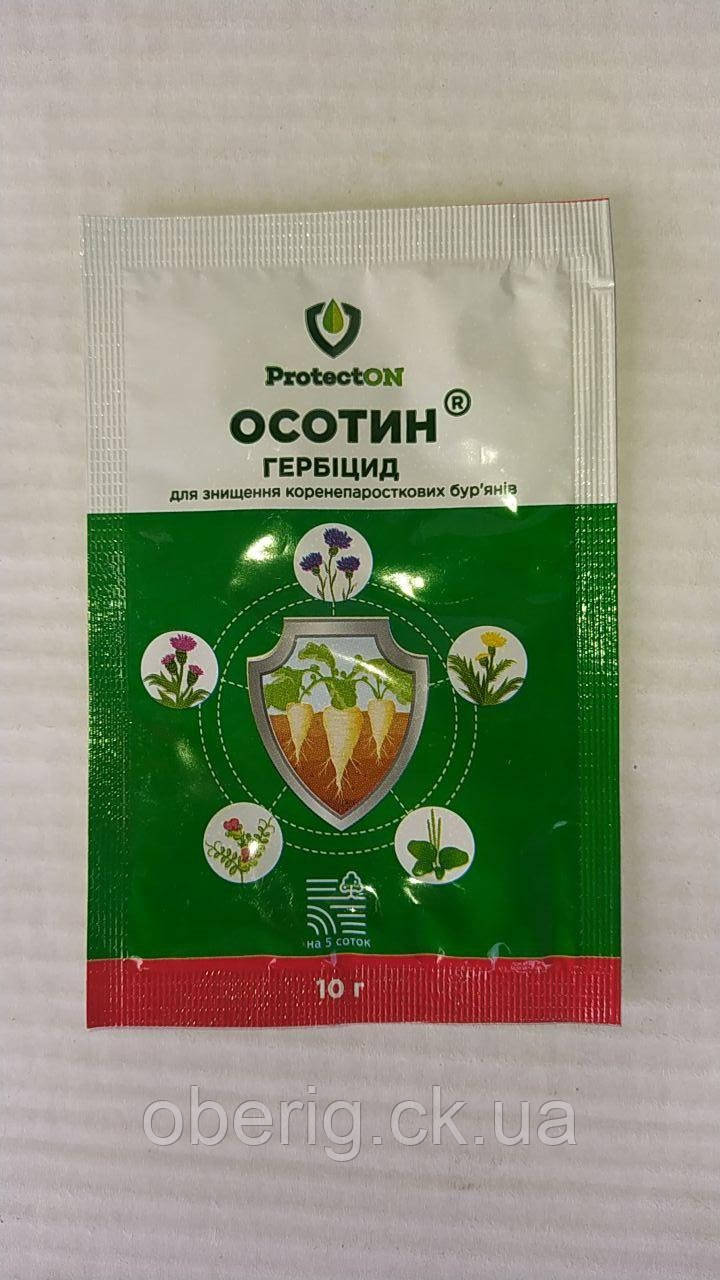 ProtectON
ОСОТИН®
ГЕРБІЦИД
для знищення коренепаросткових бур'янів
на 5 соток
10 г
oberig.ck.ua